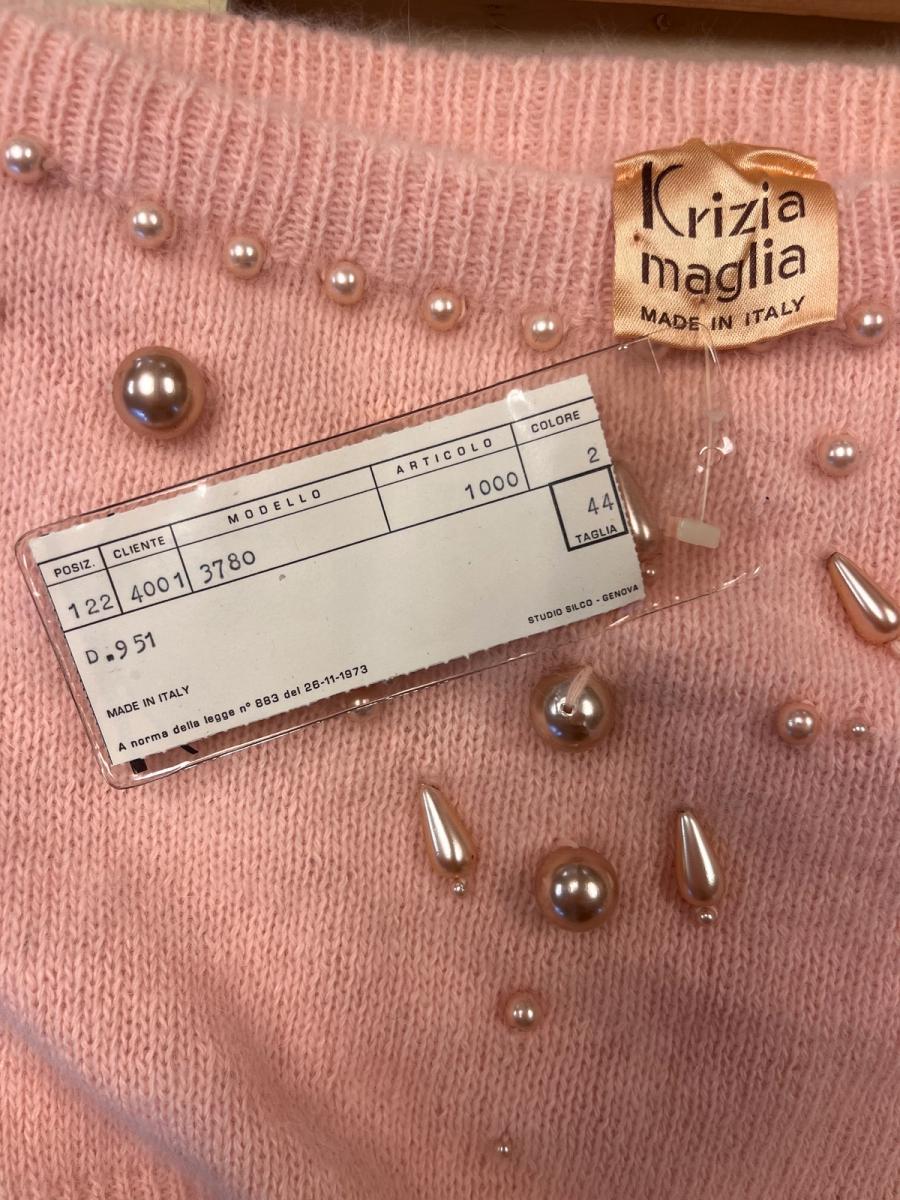 Krizia
maglia
MADE IN ITALY
POSIZ. CLIENTE MODELLO ARTICOLO COLORE
122 4001 3780 1000 2
44
TAGLIA
D.951
STUDIO SILCO - GENOVA
MADE IN ITALY
A norma della legge n° 883 del 26-11-1973